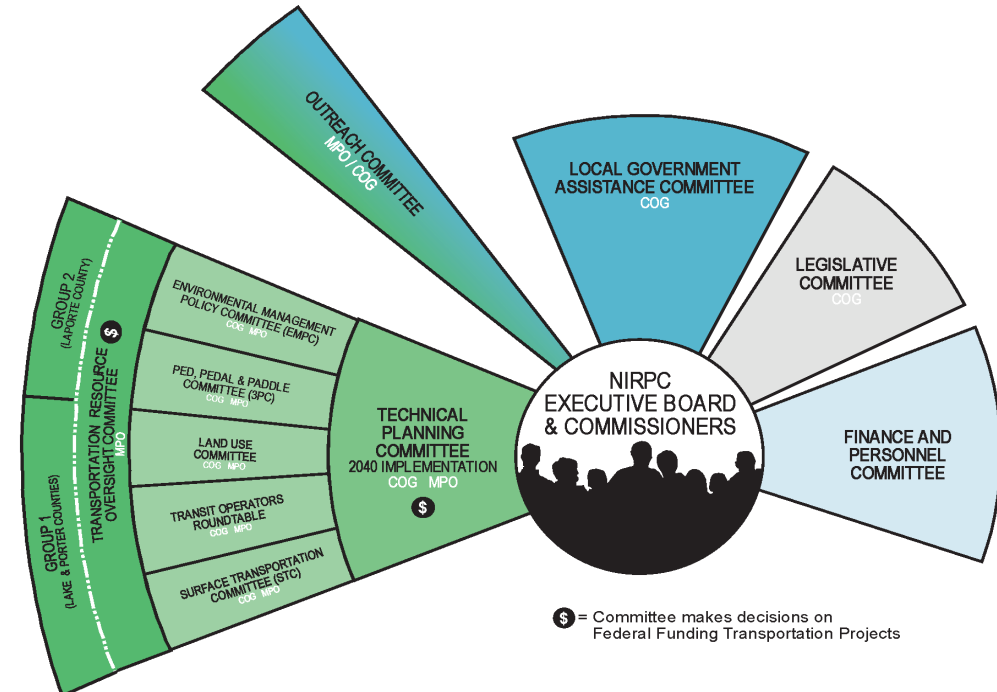 OUTREACH COMMITTEE
MPO / COG
LOCAL GOVERNMENT
ASSISTANCE COMMITTEE
COG
LEGISLATIVE
COMMITTEE
COG
FINANCE AND
PERSONNEL
COMMITTEE
NIRPC
EXECUTIVE BOARD
& COMMISSIONERS
TECHNICAL
PLANNING
COMMITTEE
2040 IMPLEMENTATION
COG MPO
$
ENVIRONMENTAL MANAGEMENT
POLICY COMMITTEE (EMPC)
COG MPO
PED, PEDAL & PADDLE
COMMITTEE (3PC)
COG MPO
LAND USE
COMMITTEE
COG MPO
TRANSIT OPERATORS
ROUNDTABLE
COG MPO
SURFACE TRANSPORTATION
COMMITTEE (STC)
COG MPO
TRANSPORTATION RESOURCE
OVERSIGHT COMMITTEE
MPO
$
GROUP 2
(LAPORTE COUNTY)
GROUP 1
(LAKE & PORTER COUNTIES)
$ = Committee makes decisions on
Federal Funding Transportation Projects